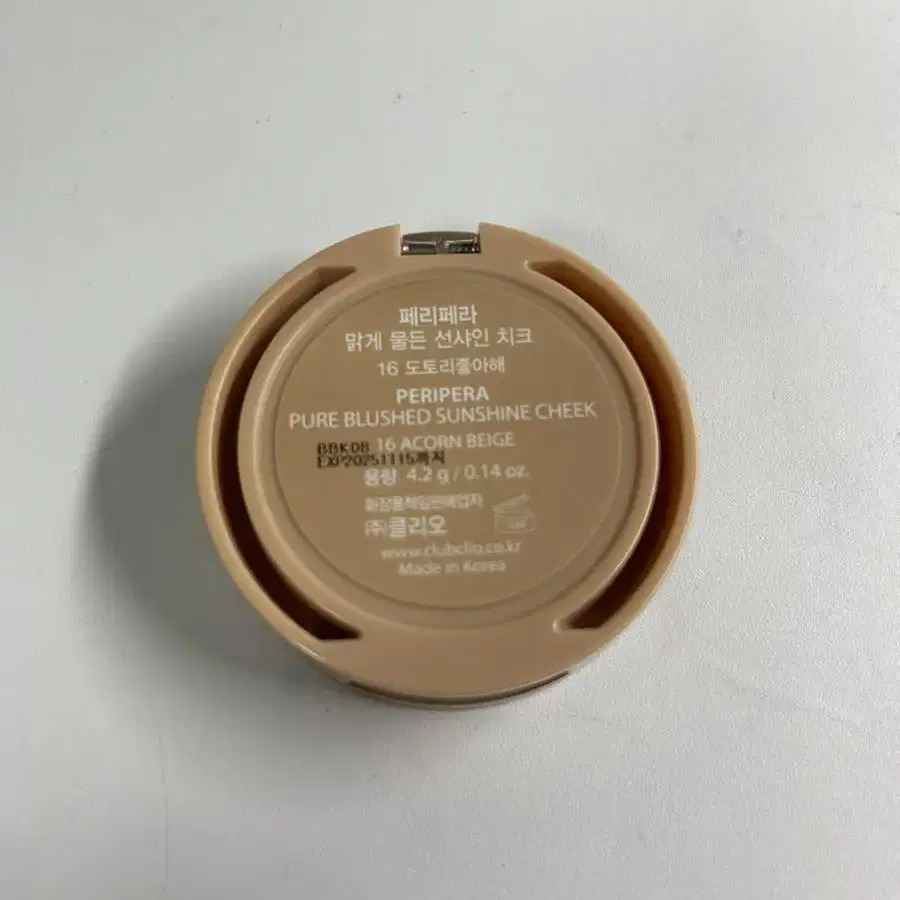 페리페라
맑게 물든 선샤인 치크
16 도토리좋아해
PERIPERA
PURE BLUSHED SUNSHINE CHEEK
16 ACORN BEIGE
BBK08
EXP20251115까지
용량 4.2 g / 0.14 oz.
화장품책임판매업자
(주)클리오
www.clubclio.co.kr
Made in Korea